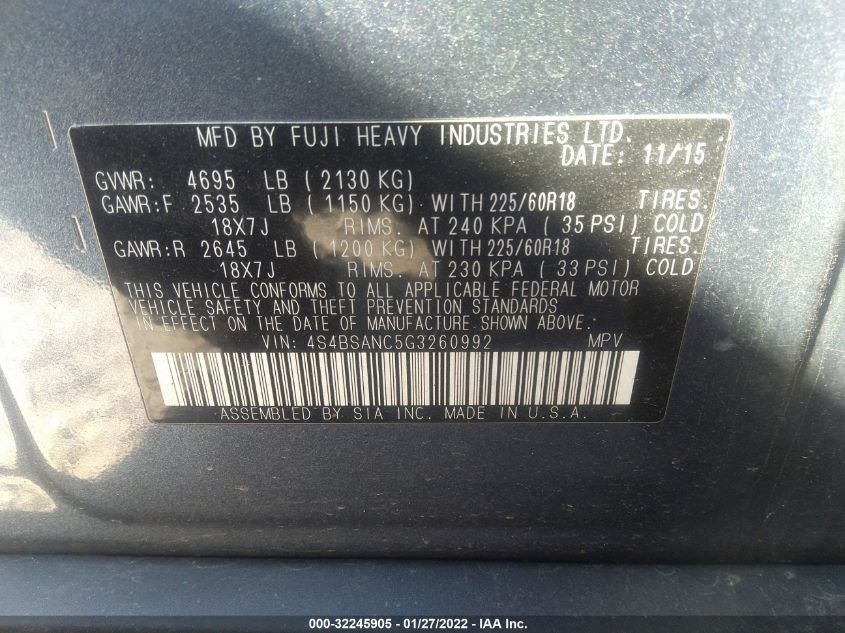 MFD BY FUJI HEAVY INDUSTRIES LTD.
DATE: 11/15
GVWR: 4695 LB ( 2130 KG)
GAWR:F 2535 LB ( 1150 KG) WITH 225/60R18 TIRES.
18X7J RIMS. AT 240 KPA ( 35 PSI) COLD
GAWR:R 2645 LB ( 1200 KG) WITH 225/60R18 TIRES.
18X7J RIMS. AT 230 KPA ( 33 PSI) COLD
THIS VEHICLE CONFORMS TO ALL APPLICABLE FEDERAL MOTOR
VEHICLE SAFETY AND THEFT PREVENTION STANDARDS
IN EFFECT ON THE DATE OF MANUFACTURE SHOWN ABOVE.
VIN: 4S4BSANC5G3260992 MPV
ASSEMBLED BY SIA INC. MADE IN U.S.A.
000-32245905 - 01/27/2022 - IAA Inc.